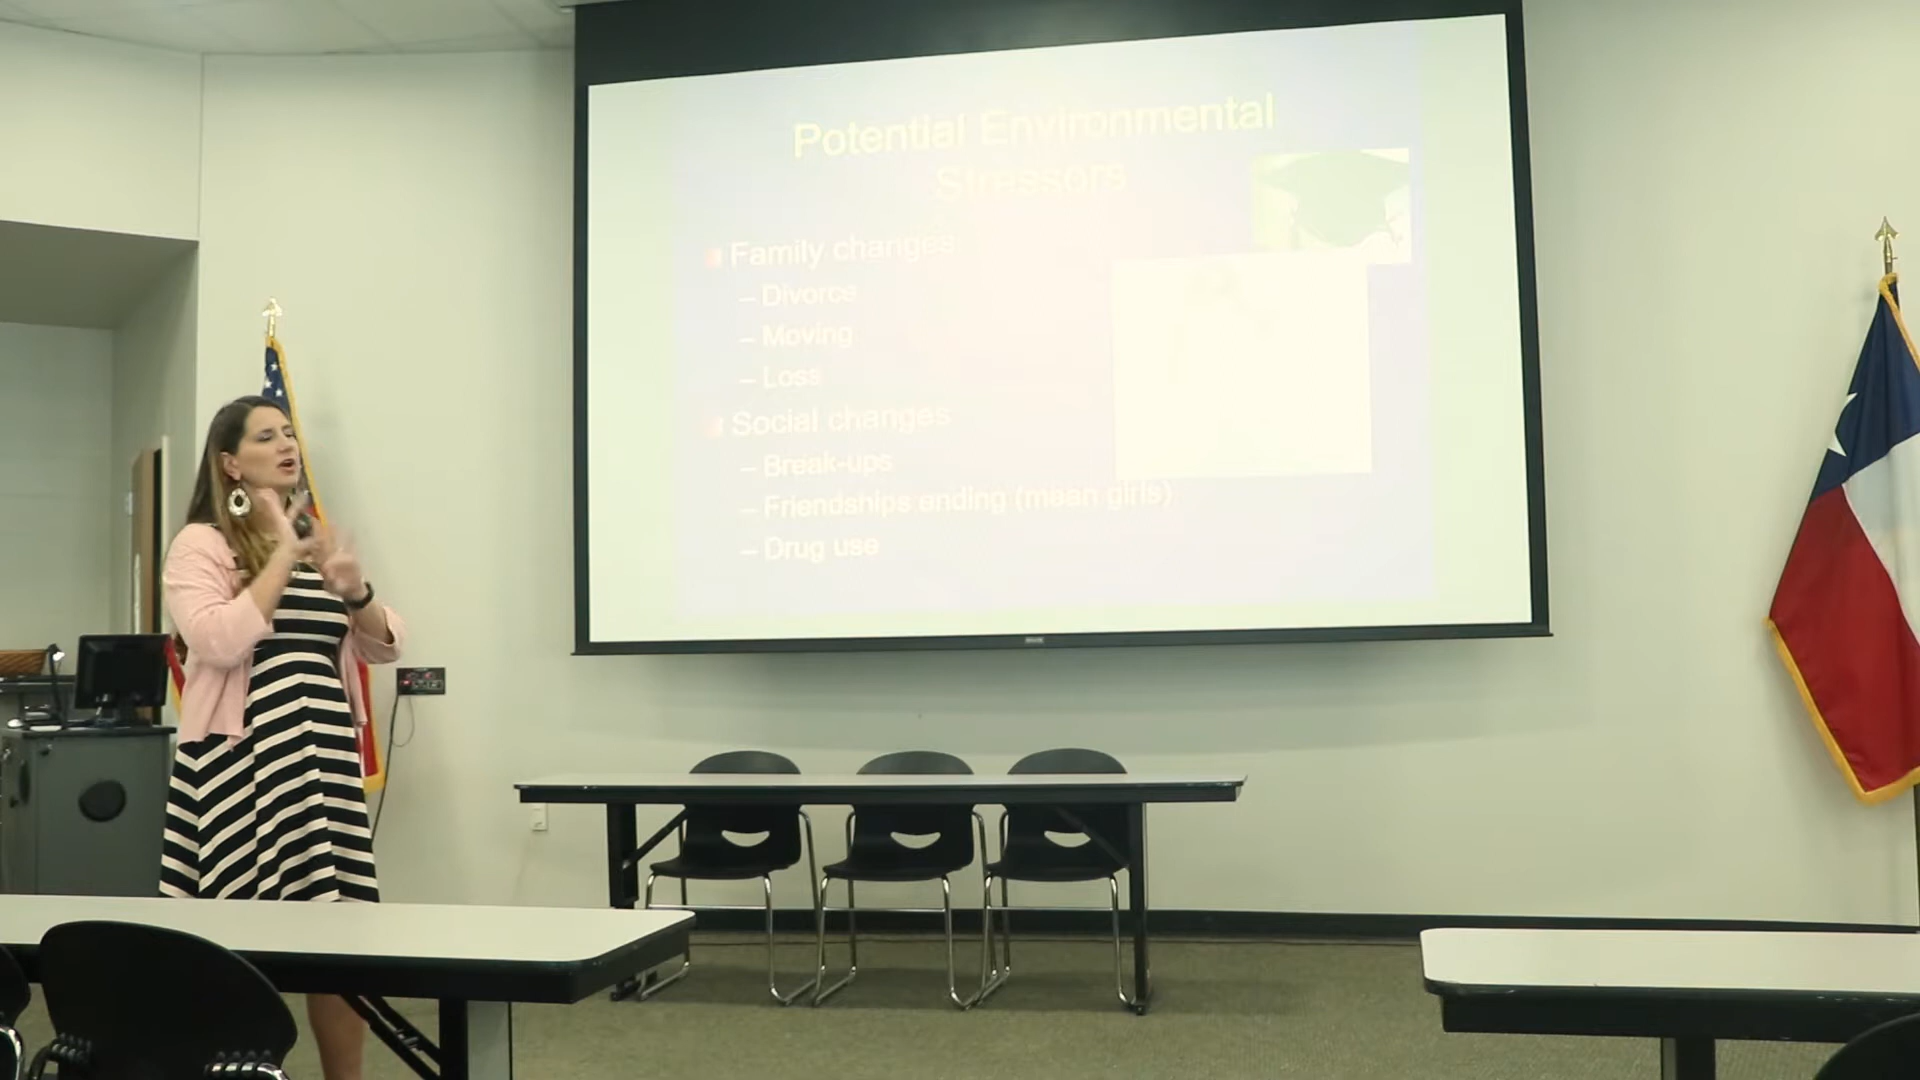 Potential Environmental
Stressors
Family changes
– Divorce
– Moving
– Loss
Social changes
– Break-ups
– Friendships ending (mean girls)
– Drug use